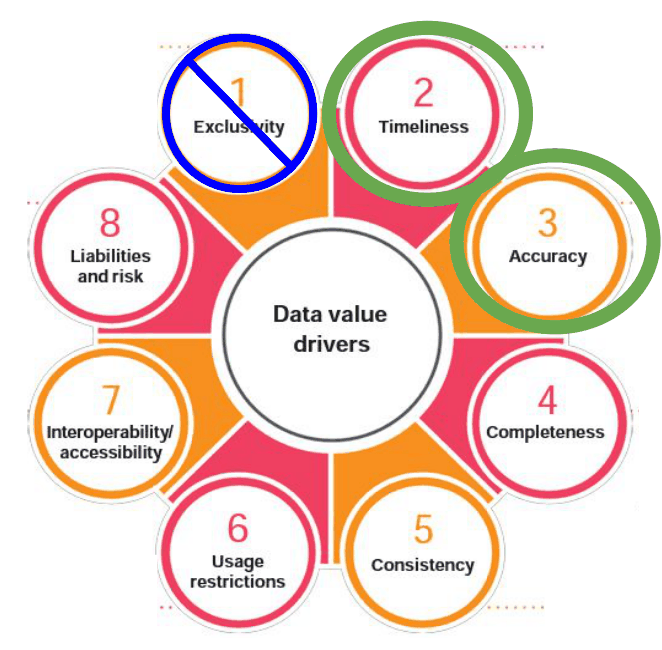 1
Exclusivity
2
Timeliness
3
Accuracy
4
Completeness
5
Consistency
6
Usage
restrictions
7
Interoperability/
accessibility
8
Liabilities
and risk
Data value
drivers